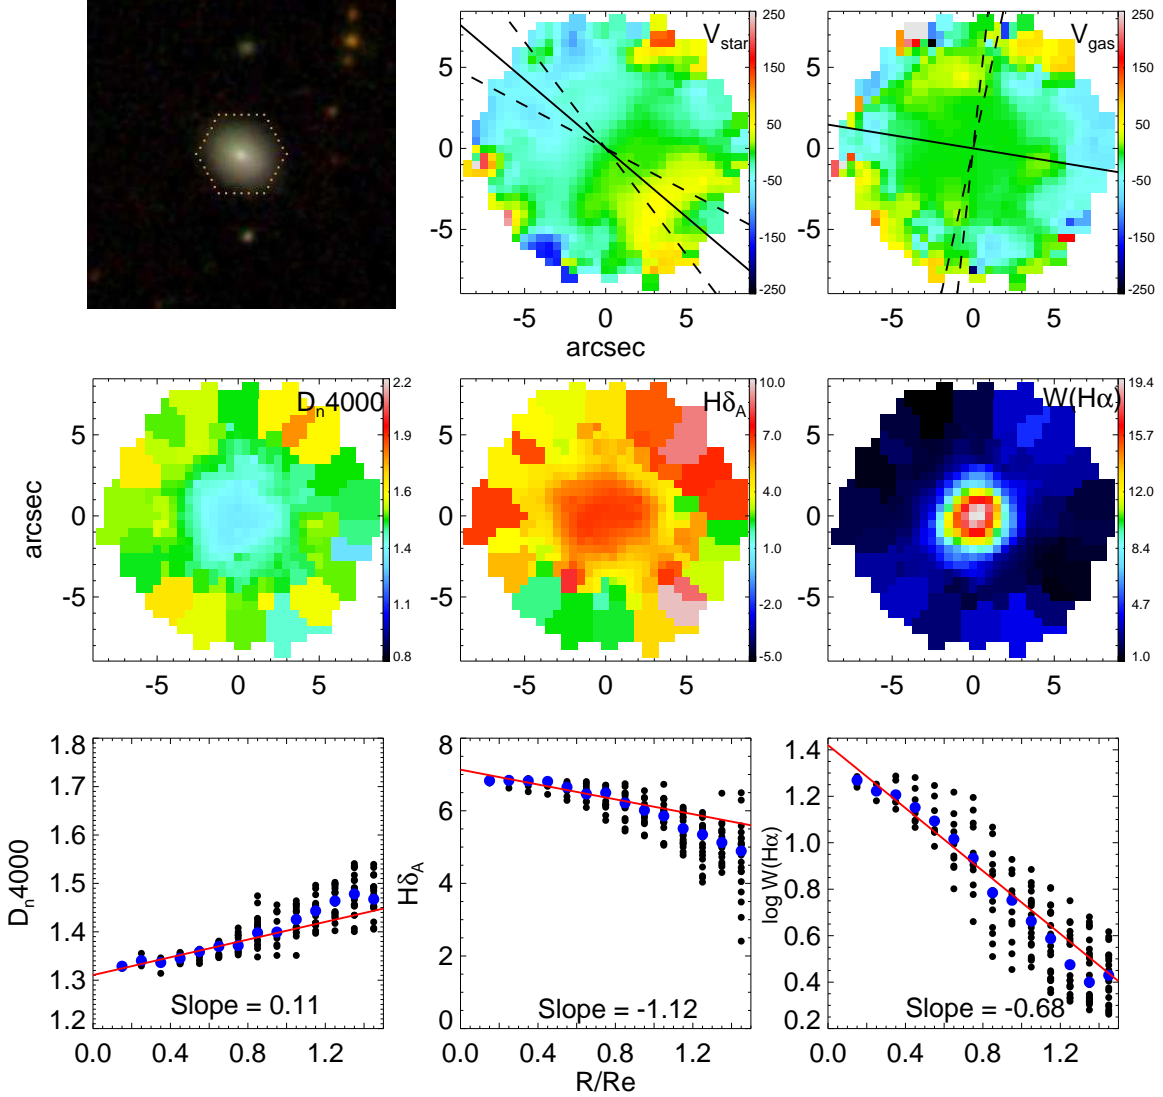 V_star
250
150
50
-50
-150
-250
5
0
-5
-5 0 5
arcsec
V_gas
250
150
50
-50
-150
-250
-5 0 5
D_n4000
2.2
1.9
1.6
1.4
1.1
0.8
arcsec
5
0
-5
-5 0 5
Hδ_A
10.0
7.0
4.0
1.0
-2.0
-5.0
5
0
-5
-5 0 5
W(Hα)
19.4
15.7
12.0
8.4
4.7
1.0
5
0
-5
-5 0 5
D_n4000
1.8
1.7
1.6
1.5
1.4
1.3
1.2
Slope = 0.11
0.0 0.4 0.8 1.2
Hδ_A
8
6
4
2
0
Slope = -1.12
0.0 0.4 0.8 1.2
R/Re
log W(Hα)
1.4
1.2
1.0
0.8
0.6
0.4
0.2
Slope = -0.68
0.0 0.4 0.8 1.2